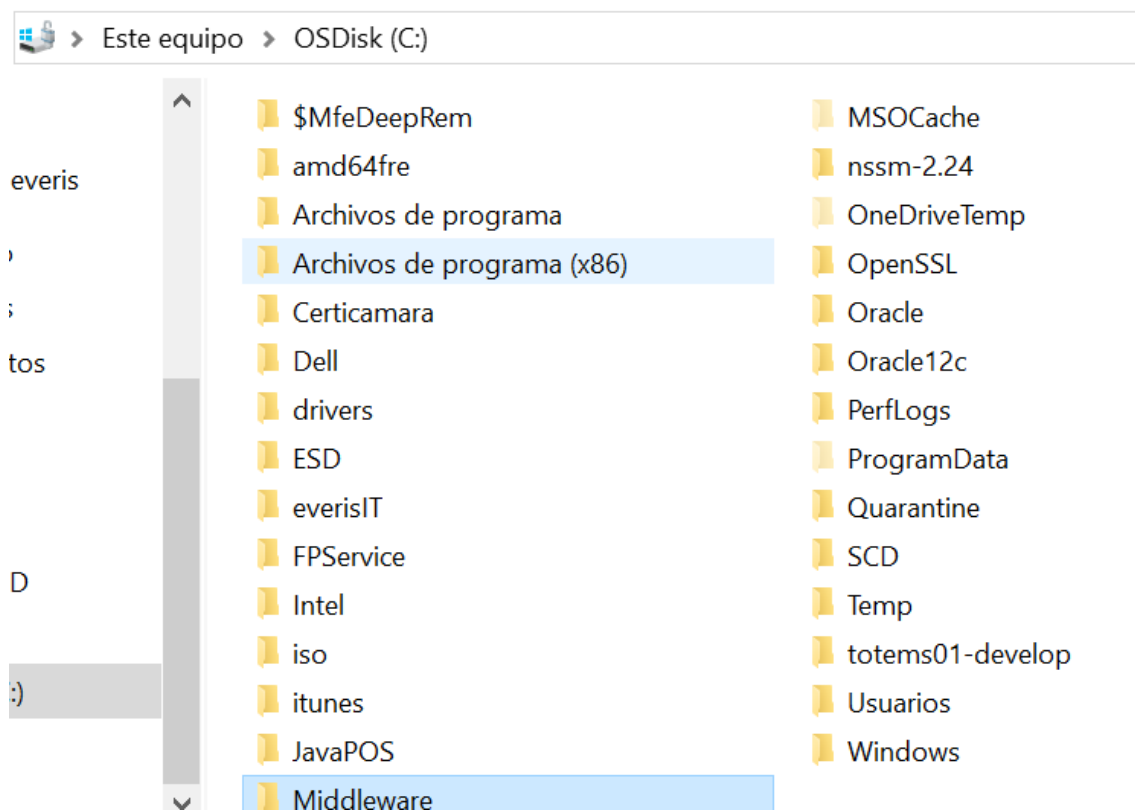 Este equipo > OSDisk (C:)
everis
tos
D
:)
$MfeDeepRem
amd64fre
Archivos de programa
Archivos de programa (x86)
Certicamara
Dell
drivers
ESD
everisIT
FPService
Intel
iso
itunes
JavaPOS
Middleware
MSOCache
nssm-2.24
OneDriveTemp
OpenSSL
Oracle
Oracle12c
PerfLogs
ProgramData
Quarantine
SCD
Temp
totems01-develop
Usuarios
Windows